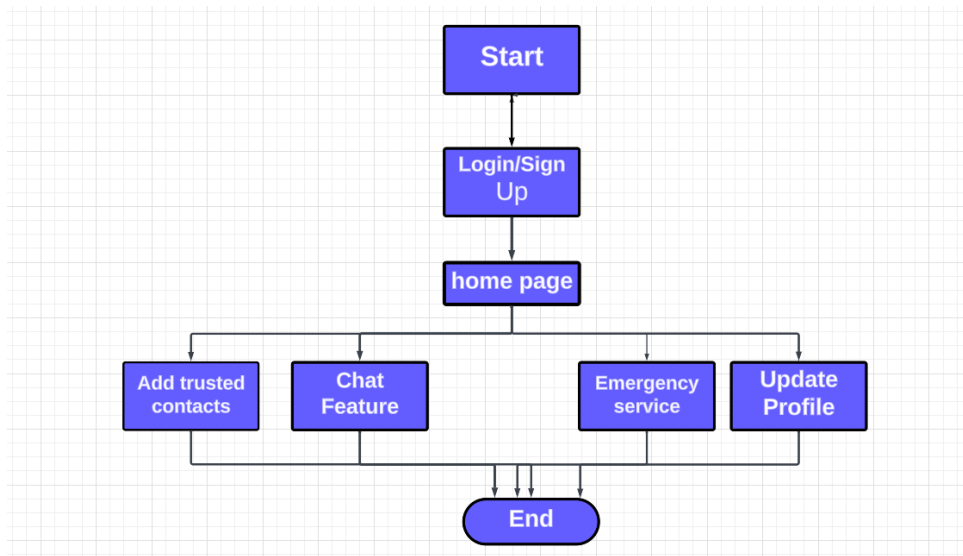 Start
Login/Sign
Up
home page
Add trusted
contacts
Chat
Feature
Emergency
service
Update
Profile
End